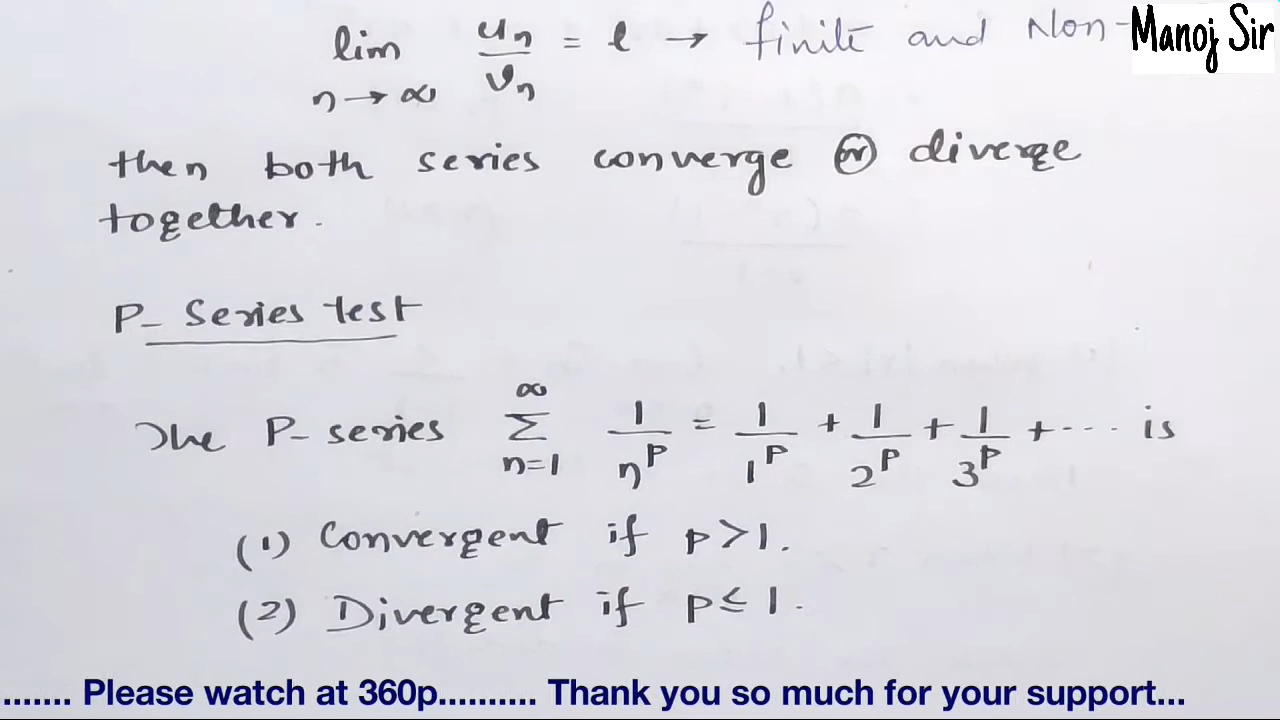 lim uₙ/vₙ = l → finite and Non-
n → ∞
Manoj Sir
then both series converge or diverge
together.
P- Series test
The P- series ∞ Σ n=1 1/n^P = 1/1^P + 1/2^P + 1/3^P + ... is
(1) Convergent if p>1.
(2) Divergent if p≤1.
....... Please watch at 360p.......... Thank you so much for your support...